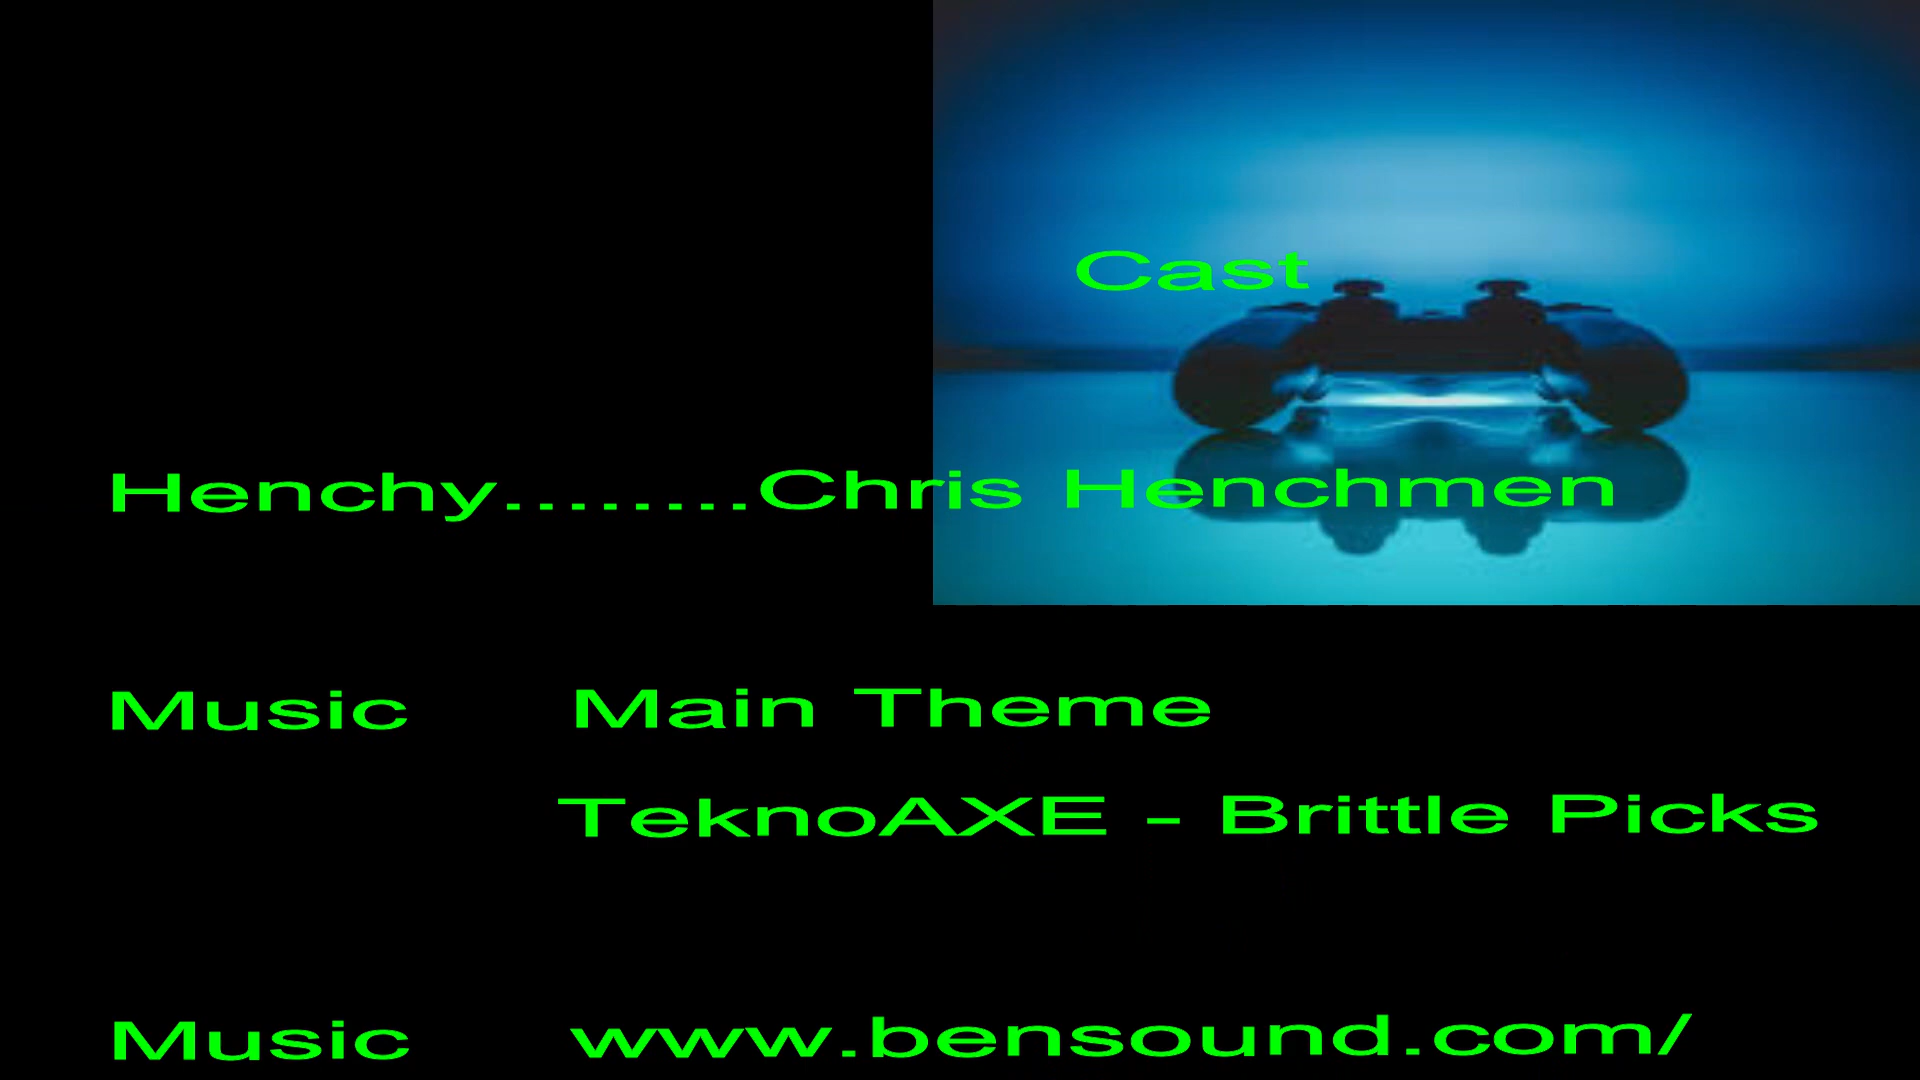 Cast
Henchy........Chris Henchmen
Music Main Theme
TeknoAXE - Brittle Picks
Music www.bensound.com/